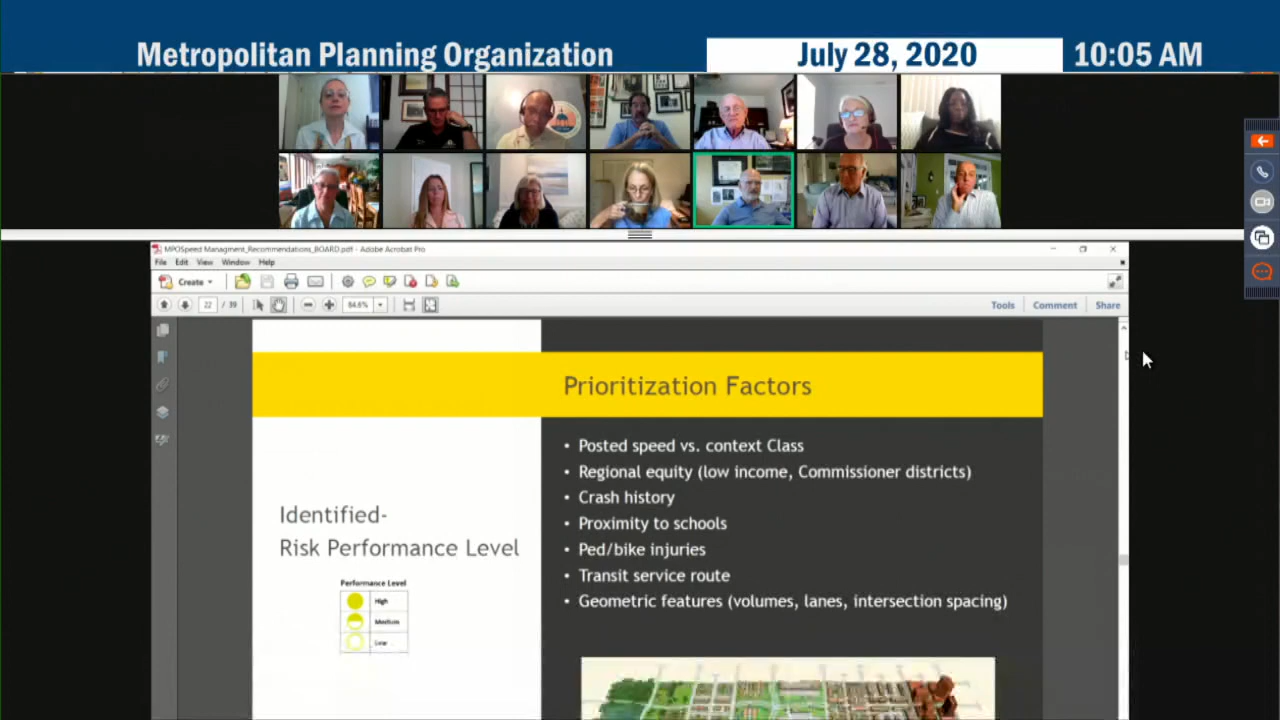 Metropolitan Planning Organization
July 28, 2020
10:05 AM
MPOSpeed Managment_Recommendations_BOARD.pdf - Adobe Acrobat Pro
File Edit View Window Help
Create
22 / 39
84.6%
Tools Comment Share
Prioritization Factors
• Posted speed vs. context Class
• Regional equity (low income, Commissioner districts)
• Crash history
• Proximity to schools
• Ped/bike injuries
• Transit service route
• Geometric features (volumes, lanes, intersection spacing)
Identified-
Risk Performance Level
Performance Level
High
Medium
Low